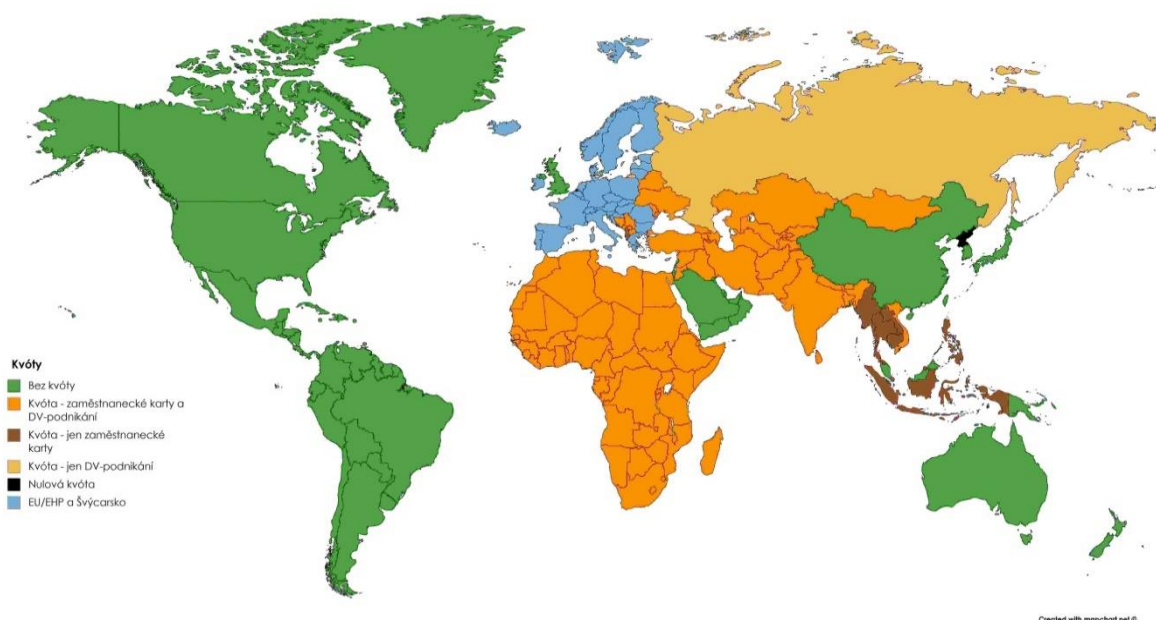 Kvóty
Bez kvóty
Kvóta - zaměstnanecké karty a
DV-podnikání
Kvóta - jen zaměstnanecké
karty
Kvóta - jen DV-podnikání
Nulová kvóta
EU/EHP a Švýcarsko
Created with mapchart.net ©